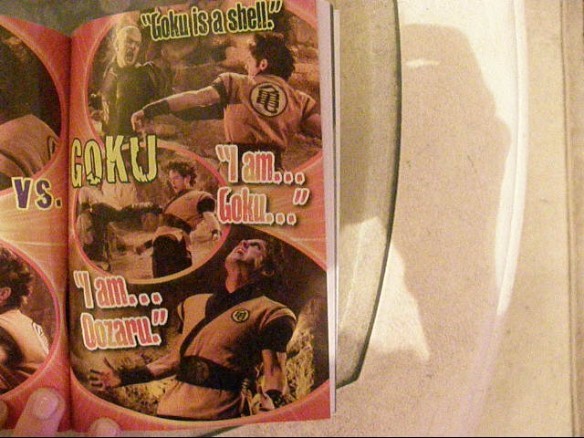 "Goku is a shell."
VS. GOKU
"I am...
Goku..."
"I am...
Oozaru."